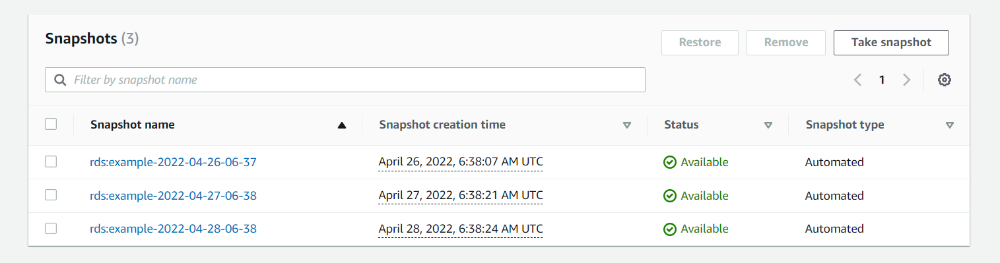 Snapshots (3)
Restore Remove Take snapshot
Filter by snapshot name
1
Snapshot name Snapshot creation time Status Snapshot type
rds:example-2022-04-26-06-37 April 26, 2022, 6:38:07 AM UTC Available Automated
rds:example-2022-04-27-06-38 April 27, 2022, 6:38:21 AM UTC Available Automated
rds:example-2022-04-28-06-38 April 28, 2022, 6:38:24 AM UTC Available Automated